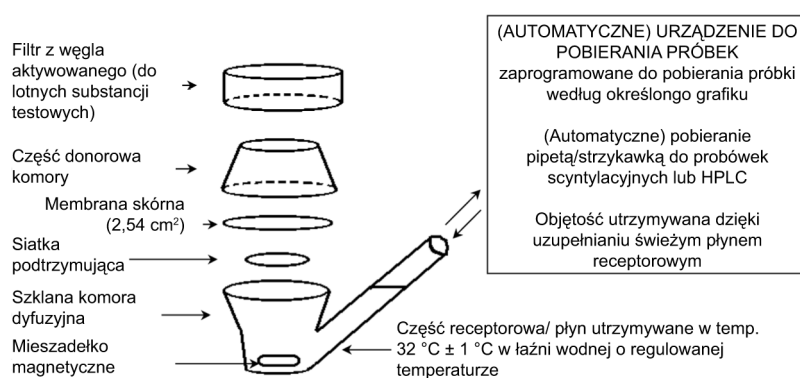 Filtr z węgla
aktywowanego (do
lotnych substancji
testowych)
Część donorowa
komory
Membrana skórna
(2,54 cm²)
Siatka
podtrzymująca
Szklana komora
dyfuzyjna
Mieszadełko
magnetyczne
(AUTOMATYCZNE) URZĄDZENIE DO
POBIERANIA PRÓBEK
zaprogramowane do pobierania próbki
według określongo grafiku
(Automatyczne) pobieranie
pipetą/strzykawką do probówek
scyntylacyjnych lub HPLC
Objętość utrzymywana dzięki
uzupełnianiu świeżym płynem
receptorowym
Część receptorowa/ płyn utrzymywane w temp.
32 °C ± 1 °C w łaźni wodnej o regulowanej
temperaturze